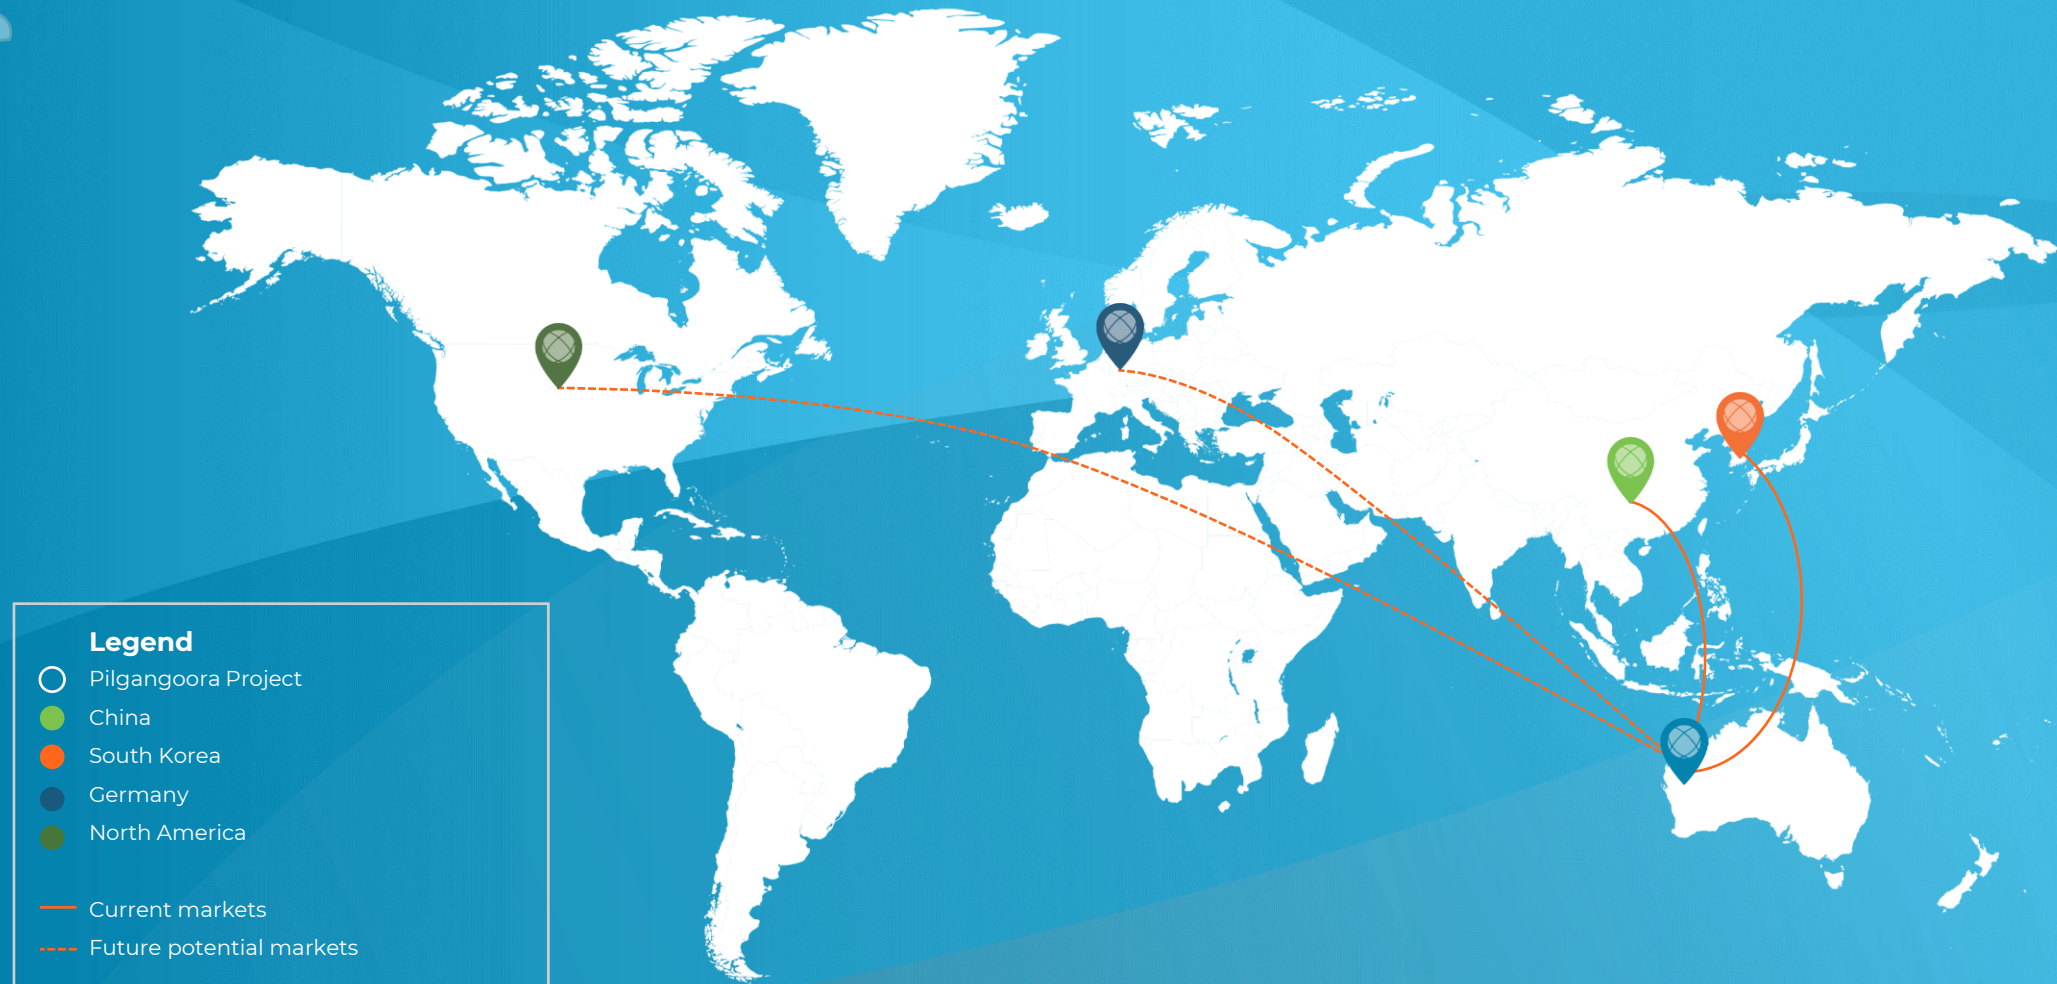 Legend
Pilgangoora Project
China
South Korea
Germany
North America
Current markets
Future potential markets